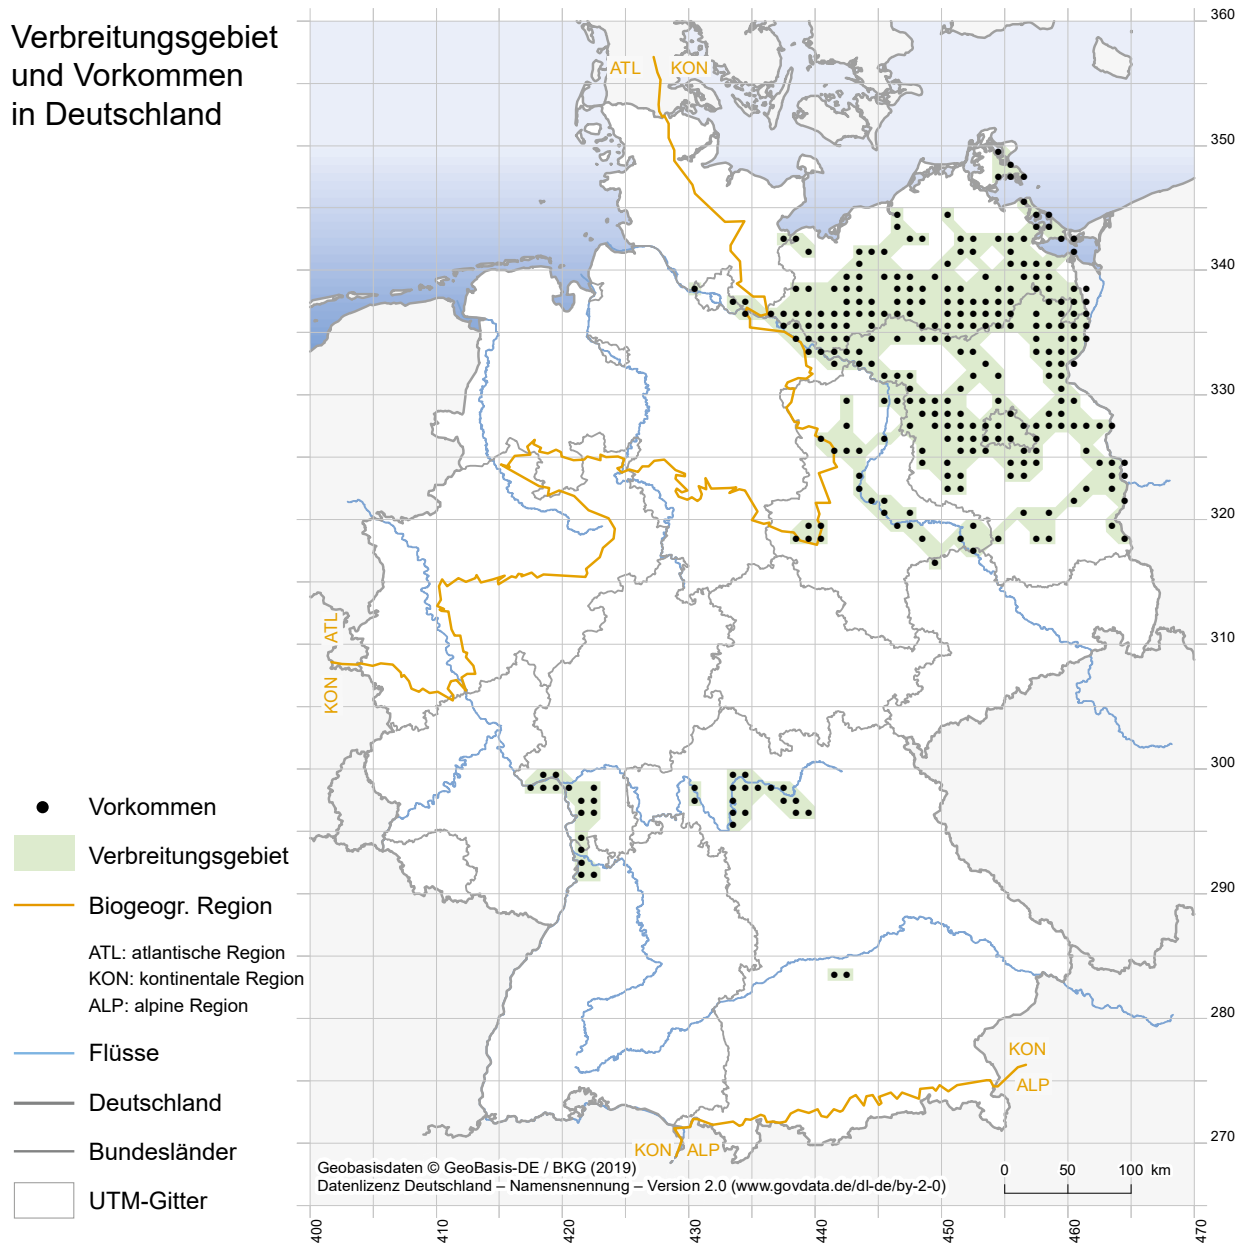 Verbreitungsgebiet
und Vorkommen
in Deutschland
ATL KON
360
350
340
330
320
310
300
290
280
270
ATL
KON
Vorkommen
Verbreitungsgebiet
Biogeogr. Region
ATL: atlantische Region
KON: kontinentale Region
ALP: alpine Region
Flüsse
Deutschland
Bundesländer
UTM-Gitter
KON
ALP
KON ALP
Geobasisdaten © GeoBasis-DE / BKG (2019)
Datenlizenz Deutschland – Namensnennung – Version 2.0 (www.govdata.de/dl-de/by-2-0)
0 50 100 km
400 410 420 430 440 450 460 470